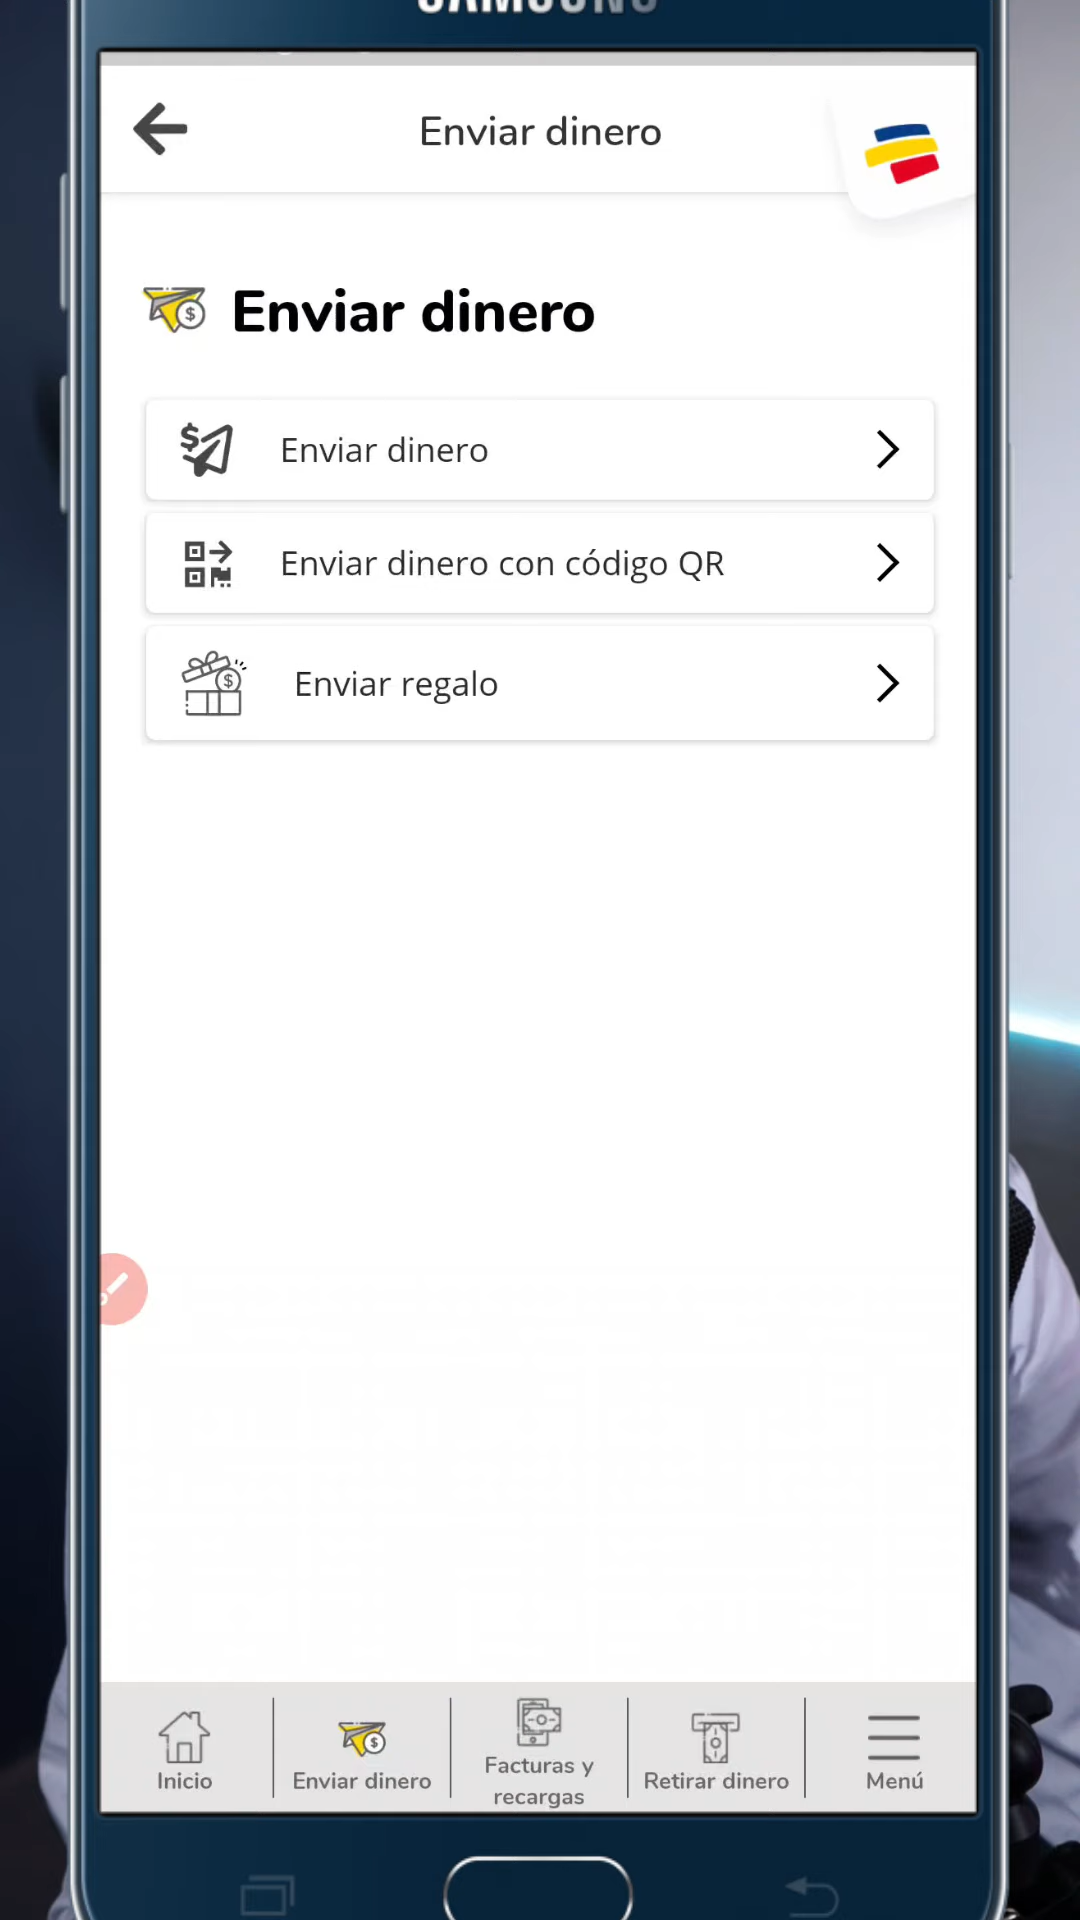 SAMSUNG
Enviar dinero
Enviar dinero
Enviar dinero
Enviar dinero con código QR
Enviar regalo
Inicio
Enviar dinero
Facturas y
recargas
Retirar dinero
Menú